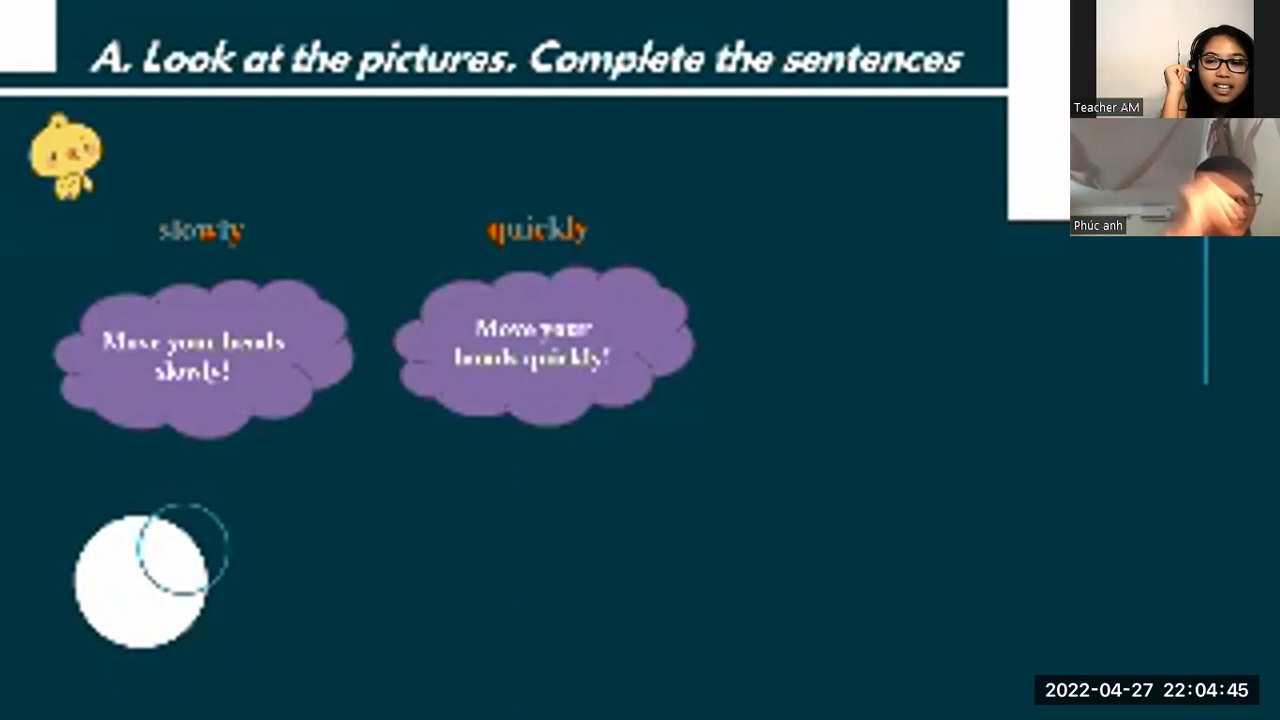 A. Look at the pictures. Complete the sentences
Teacher AM
Phúc anh
slowly
quickly
Move your hands
slowly!
Move your
hands quickly!
2022-04-27 22:04:45